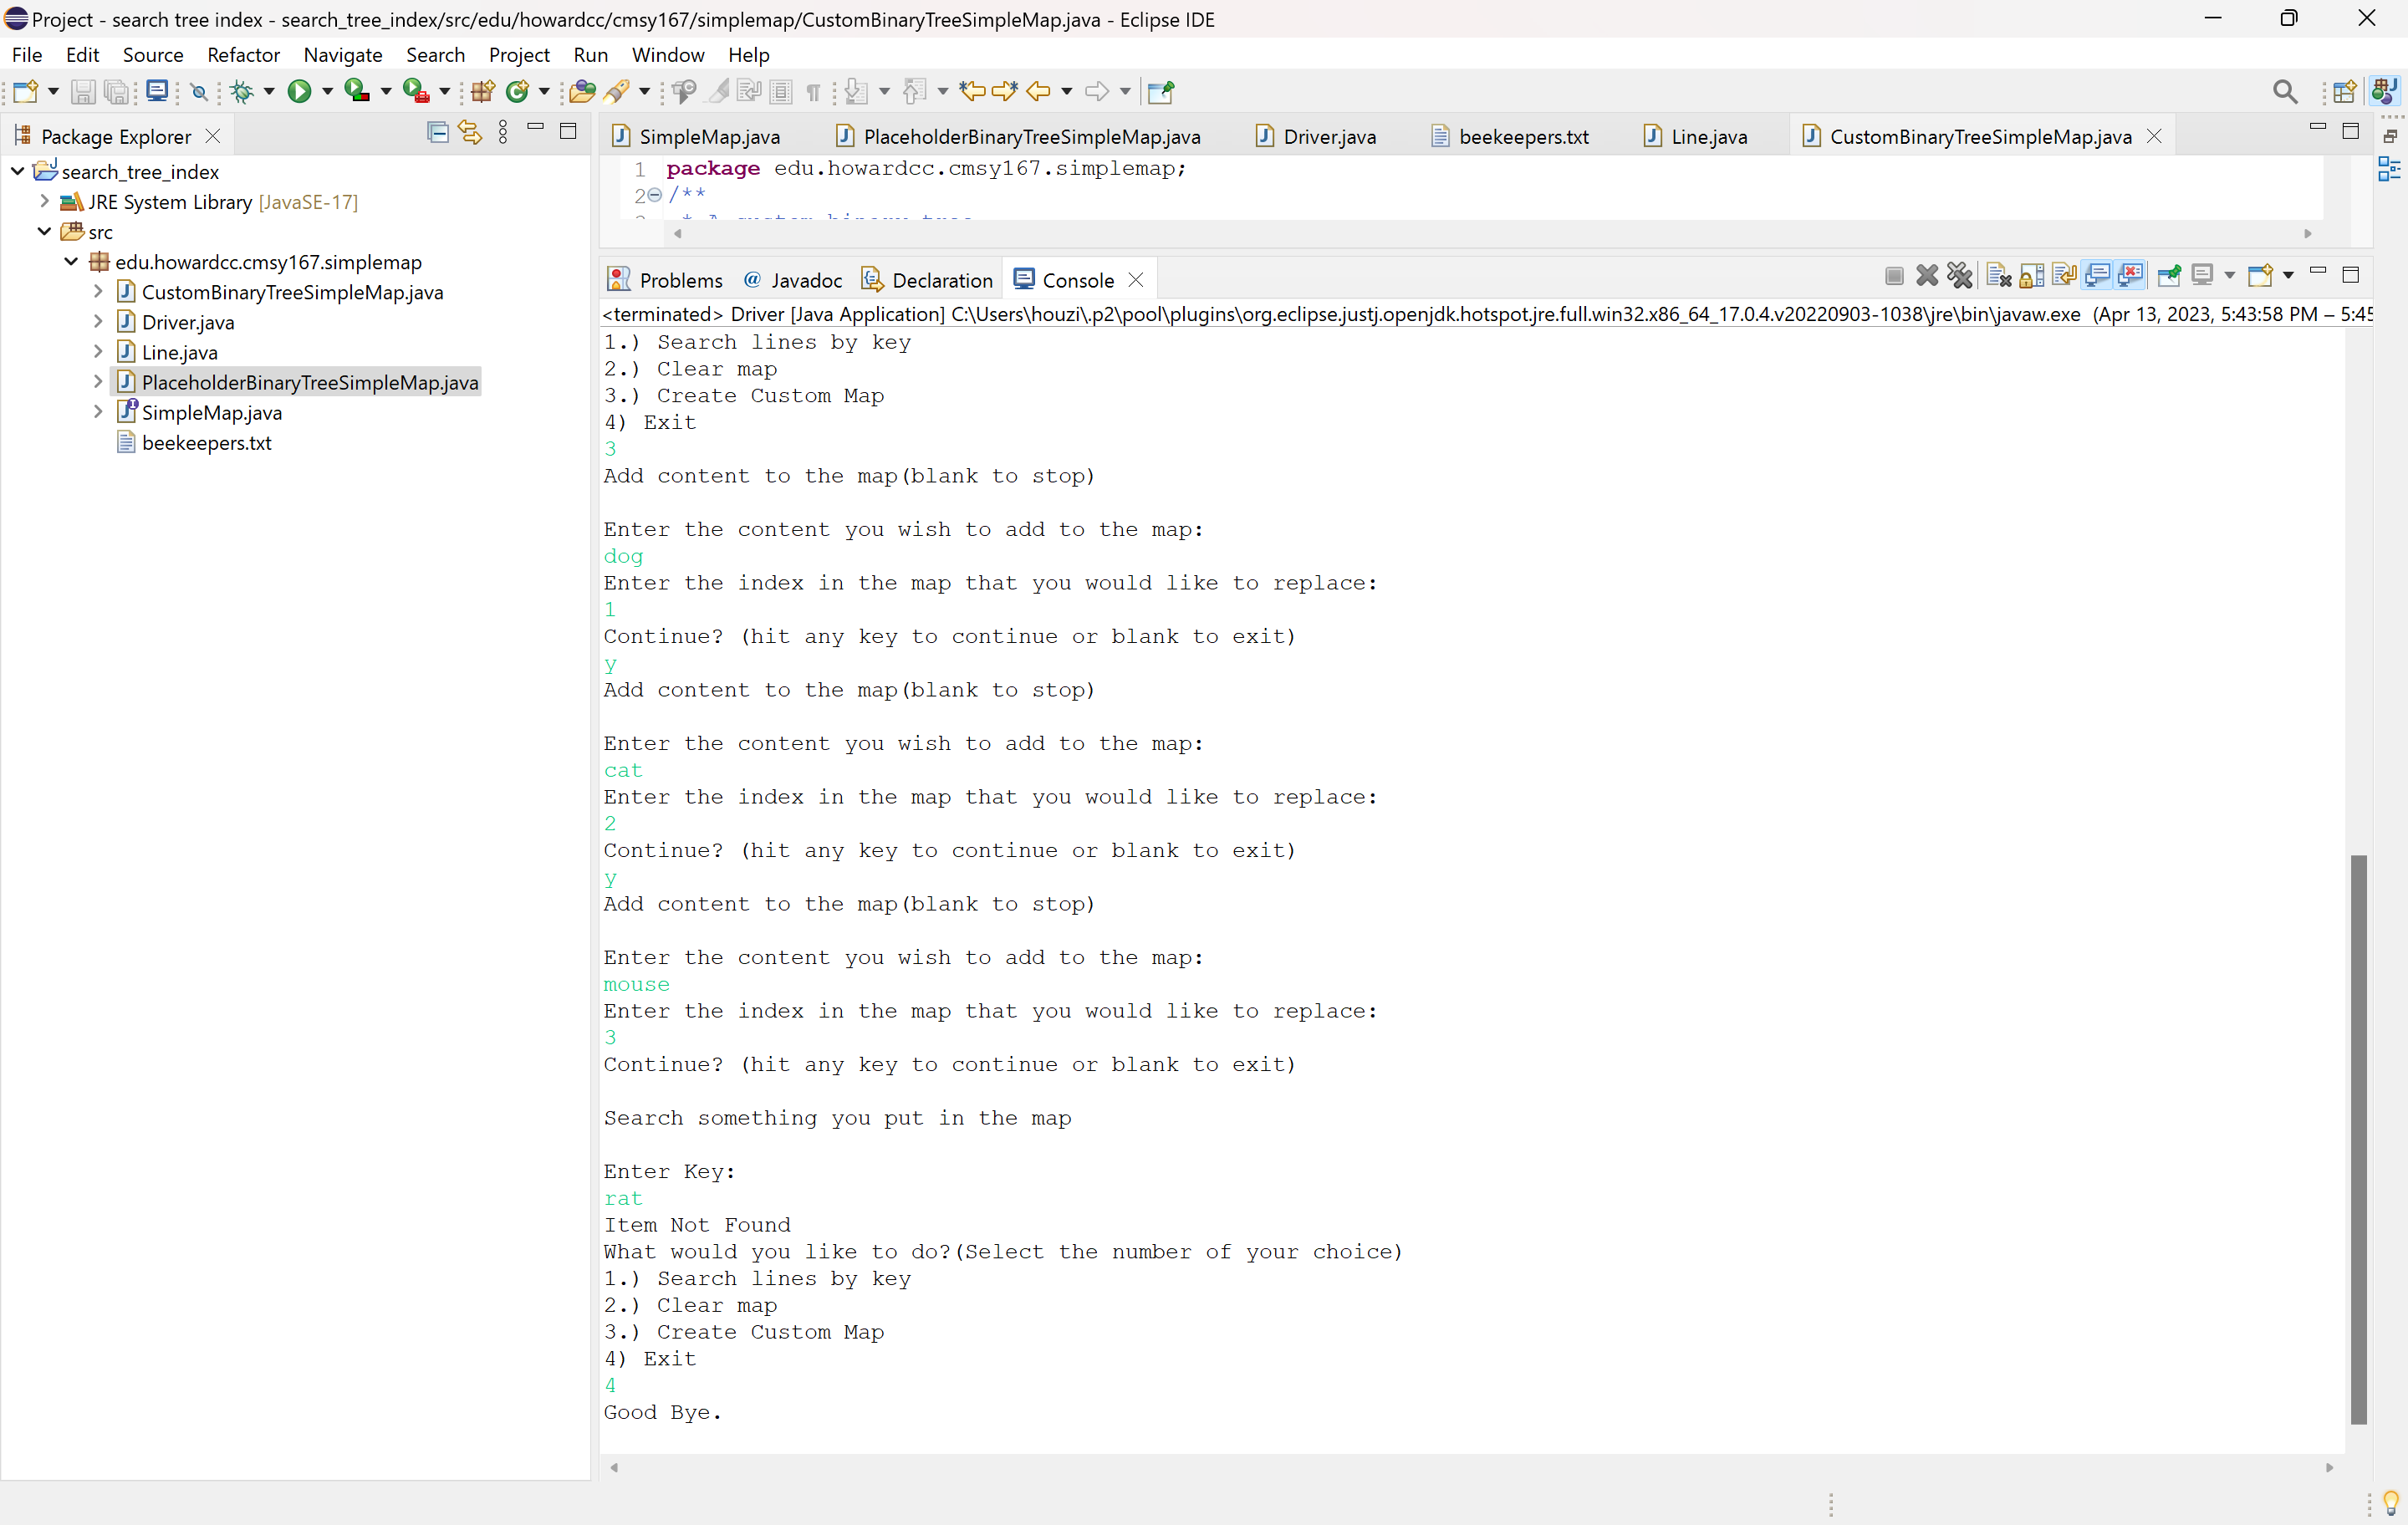 Project - search tree index - search_tree_index/src/edu/howardcc/cmsy167/simplemap/CustomBinaryTreeSimpleMap.java - Eclipse IDE
File Edit Source Refactor Navigate Search Project Run Window Help
Package Explorer
search_tree_index
JRE System Library [JavaSE-17]
src
edu.howardcc.cmsy167.simplemap
CustomBinaryTreeSimpleMap.java
Driver.java
Line.java
PlaceholderBinaryTreeSimpleMap.java
SimpleMap.java
beekeepers.txt
SimpleMap.java PlaceholderBinaryTreeSimpleMap.java Driver.java beekeepers.txt Line.java CustomBinaryTreeSimpleMap.java
1 package edu.howardcc.cmsy167.simplemap;
2 /**
Problems Javadoc Declaration Console
<terminated> Driver [Java Application] C:\Users\houzi\.p2\pool\plugins\org.eclipse.justj.openjdk.hotspot.jre.full.win32.x86_64_17.0.4.v20220903-1038\jre\bin\javaw.exe (Apr 13, 2023, 5:43:58 PM – 5:45
1.) Search lines by key
2.) Clear map
3.) Create Custom Map
4) Exit
3
Add content to the map(blank to stop)
Enter the content you wish to add to the map:
dog
Enter the index in the map that you would like to replace:
1
Continue? (hit any key to continue or blank to exit)
y
Add content to the map(blank to stop)
Enter the content you wish to add to the map:
cat
Enter the index in the map that you would like to replace:
2
Continue? (hit any key to continue or blank to exit)
y
Add content to the map(blank to stop)
Enter the content you wish to add to the map:
mouse
Enter the index in the map that you would like to replace:
3
Continue? (hit any key to continue or blank to exit)
Search something you put in the map
Enter Key:
rat
Item Not Found
What would you like to do?(Select the number of your choice)
1.) Search lines by key
2.) Clear map
3.) Create Custom Map
4) Exit
4
Good Bye.